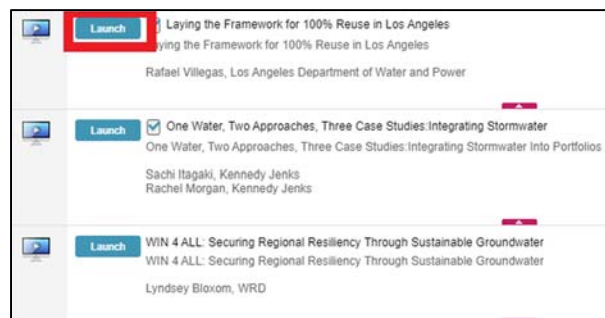 Launch Laying the Framework for 100% Reuse in Los Angeles
Laying the Framework for 100% Reuse in Los Angeles
Rafael Villegas, Los Angeles Department of Water and Power
Launch One Water, Two Approaches, Three Case Studies:Integrating Stormwater
One Water, Two Approaches, Three Case Studies:Integrating Stormwater Into Portfolios
Sachi Itagaki, Kennedy Jenks
Rachel Morgan, Kennedy Jenks
Launch WIN 4 ALL: Securing Regional Resiliency Through Sustainable Groundwater
WIN 4 ALL: Securing Regional Resiliency Through Sustainable Groundwater
Lyndsey Bloxom, WRD